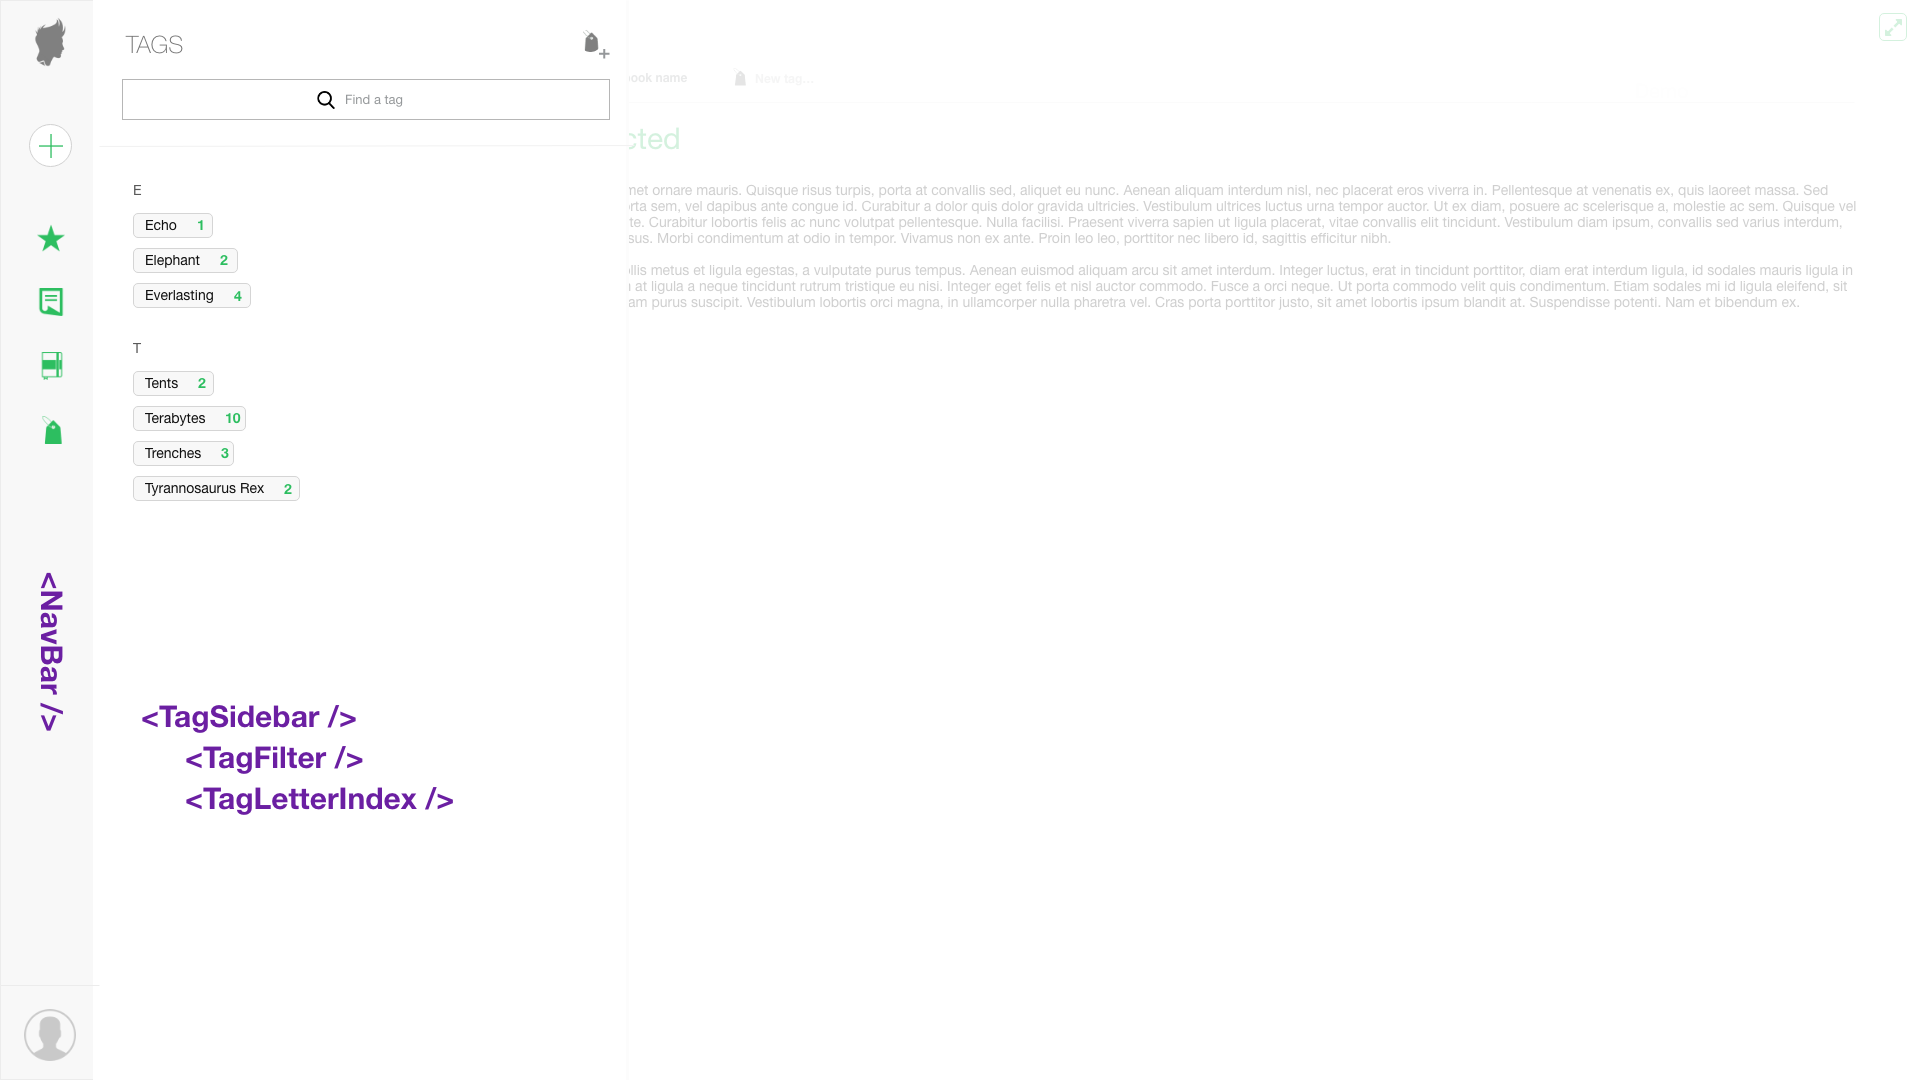 TAGS
Find a tag
E
Echo 1
Elephant 2
Everlasting 4
T
Tents 2
Terabytes 10
Trenches 3
Tyrannosaurus Rex 2
<NavBar />
<TagSidebar />
<TagFilter />
<TagLetterIndex />
book name New tag...
cted
met ornare mauris. Quisque risus turpis, porta at convallis sed, aliquet eu nunc. Aenean aliquam interdum nisl, nec placerat eros viverra in. Pellentesque at venenatis ex, quis laoreet massa. Sed
rta sem, vel dapibus ante congue id. Curabitur a dolor quis dolor gravida ultricies. Vestibulum ultrices luctus urna tempor auctor. Ut ex diam, posuere ac scelerisque a, molestie ac sem. Quisque vel
te. Curabitur lobortis felis ac nunc volutpat pellentesque. Nulla facilisi. Praesent viverra sapien ut ligula placerat, vitae convallis elit tincidunt. Vestibulum diam ipsum, convallis sed varius interdum,
sus. Morbi condimentum at odio in tempor. Vivamus non ex ante. Proin leo leo, porttitor nec libero id, sagittis efficitur nibh.
llis metus et ligula egestas, a vulputate purus tempus. Aenean euismod aliquam arcu sit amet interdum. Integer luctus, erat in tincidunt porttitor, diam erat interdum ligula, id sodales mauris ligula in
at ligula a neque tincidunt rutrum tristique eu nisi. Integer eget felis et nisl auctor commodo. Fusce a orci neque. Ut porta commodo velit quis condimentum. Etiam sodales mi id ligula eleifend, sit
am purus suscipit. Vestibulum lobortis orci magna, in ullamcorper nulla pharetra vel. Cras porta porttitor justo, sit amet lobortis ipsum blandit at. Suspendisse potenti. Nam et bibendum ex.